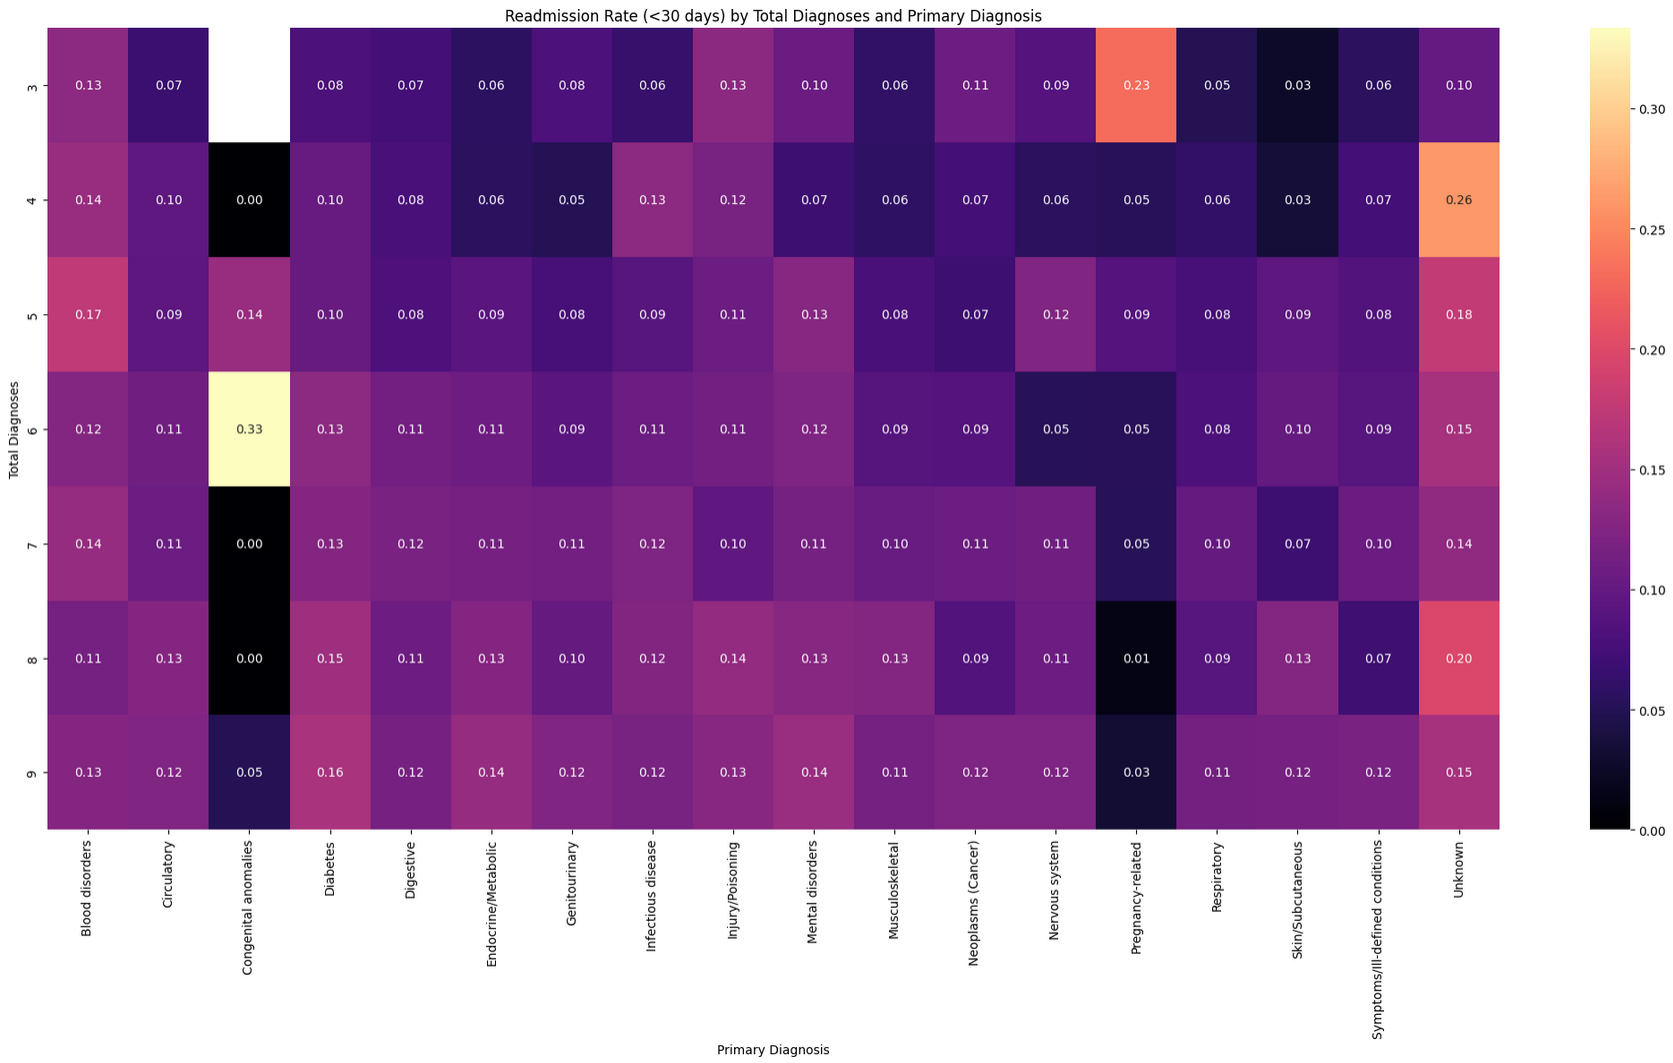 Readmission Rate (<30 days) by Total Diagnoses and Primary Diagnosis
Total Diagnoses
3 0.13 0.07 0.08 0.07 0.06 0.08 0.06 0.13 0.10 0.06 0.11 0.09 0.23 0.05 0.03 0.06 0.10
4 0.14 0.10 0.00 0.10 0.08 0.06 0.05 0.13 0.12 0.07 0.06 0.07 0.06 0.05 0.06 0.03 0.07 0.26
5 0.17 0.09 0.14 0.10 0.08 0.09 0.08 0.09 0.11 0.13 0.08 0.07 0.12 0.09 0.08 0.09 0.08 0.18
6 0.12 0.11 0.33 0.13 0.11 0.11 0.09 0.11 0.11 0.12 0.09 0.09 0.05 0.05 0.08 0.10 0.09 0.15
7 0.14 0.11 0.00 0.13 0.12 0.11 0.11 0.12 0.10 0.11 0.10 0.11 0.11 0.05 0.10 0.07 0.10 0.14
8 0.11 0.13 0.00 0.15 0.11 0.13 0.10 0.12 0.14 0.13 0.13 0.09 0.11 0.01 0.09 0.13 0.07 0.20
9 0.13 0.12 0.05 0.16 0.12 0.14 0.12 0.12 0.13 0.14 0.11 0.12 0.12 0.03 0.11 0.12 0.12 0.15
Blood disorders
Circulatory
Congenital anomalies
Diabetes
Digestive
Endocrine/Metabolic
Genitourinary
Infectious disease
Injury/Poisoning
Mental disorders
Musculoskeletal
Neoplasms (Cancer)
Nervous system
Pregnancy-related
Respiratory
Skin/Subcutaneous
Symptoms/Ill-defined conditions
Unknown
Primary Diagnosis
0.30
0.25
0.20
0.15
0.10
0.05
0.00